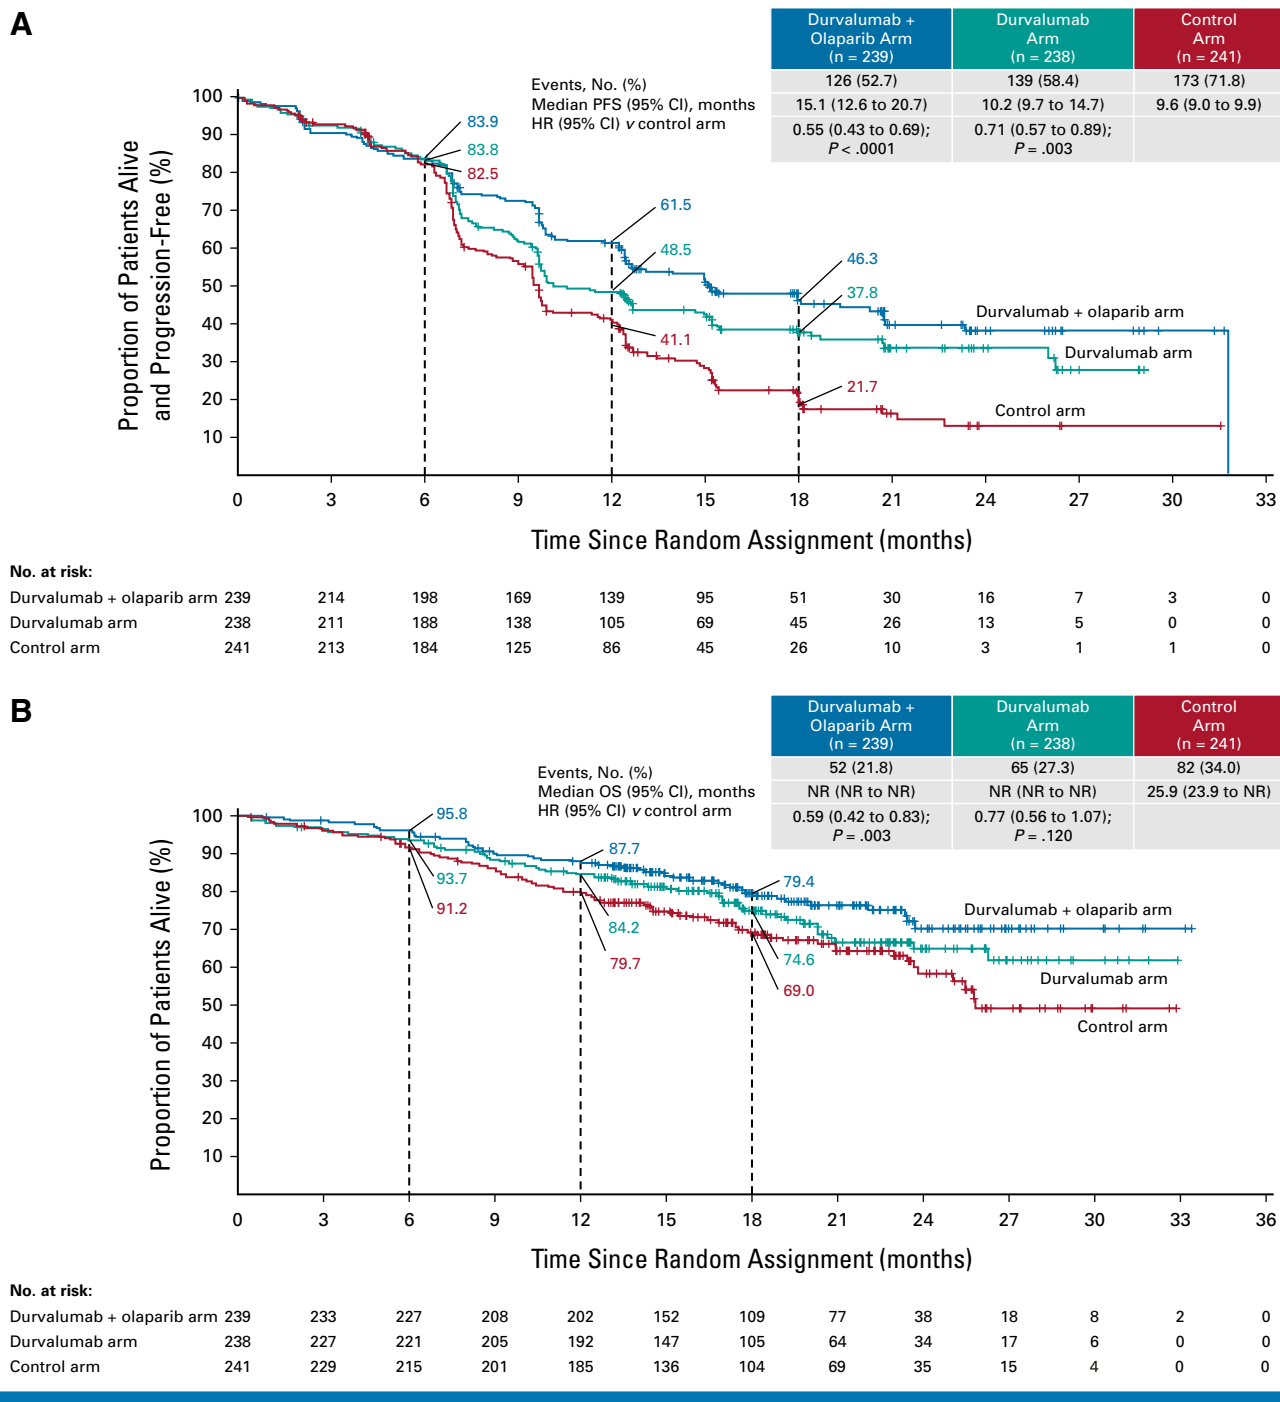 A
Durvalumab +
Olaparib Arm
(n = 239)
Durvalumab
Arm
(n = 238)
Control
Arm
(n = 241)
Events, No. (%)
126 (52.7)
139 (58.4)
173 (71.8)
Median PFS (95% CI), months
15.1 (12.6 to 20.7)
10.2 (9.7 to 14.7)
9.6 (9.0 to 9.9)
HR (95% CI) v control arm
0.55 (0.43 to 0.69);
P < .0001
0.71 (0.57 to 0.89);
P = .003
Proportion of Patients Alive
and Progression-Free (%)
100
90
80
70
60
50
40
30
20
10
83.9
83.8
82.5
61.5
48.5
41.1
46.3
37.8
21.7
Durvalumab + olaparib arm
Durvalumab arm
Control arm
0 3 6 9 12 15 18 21 24 27 30 33
Time Since Random Assignment (months)
No. at risk:
Durvalumab + olaparib arm 239 214 198 169 139 95 51 30 16 7 3 0
Durvalumab arm 238 211 188 138 105 69 45 26 13 5 0 0
Control arm 241 213 184 125 86 45 26 10 3 1 1 0
B
Durvalumab +
Olaparib Arm
(n = 239)
Durvalumab
Arm
(n = 238)
Control
Arm
(n = 241)
Events, No. (%)
52 (21.8)
65 (27.3)
82 (34.0)
Median OS (95% CI), months
NR (NR to NR)
NR (NR to NR)
25.9 (23.9 to NR)
HR (95% CI) v control arm
0.59 (0.42 to 0.83);
P = .003
0.77 (0.56 to 1.07);
P = .120
Proportion of Patients Alive (%)
100
90
80
70
60
50
40
30
20
10
95.8
93.7
91.2
87.7
84.2
79.7
79.4
74.6
69.0
Durvalumab + olaparib arm
Durvalumab arm
Control arm
0 3 6 9 12 15 18 21 24 27 30 33 36
Time Since Random Assignment (months)
No. at risk:
Durvalumab + olaparib arm 239 233 227 208 202 152 109 77 38 18 8 2 0
Durvalumab arm 238 227 221 205 192 147 105 64 34 17 6 0 0
Control arm 241 229 215 201 185 136 104 69 35 15 4 0 0